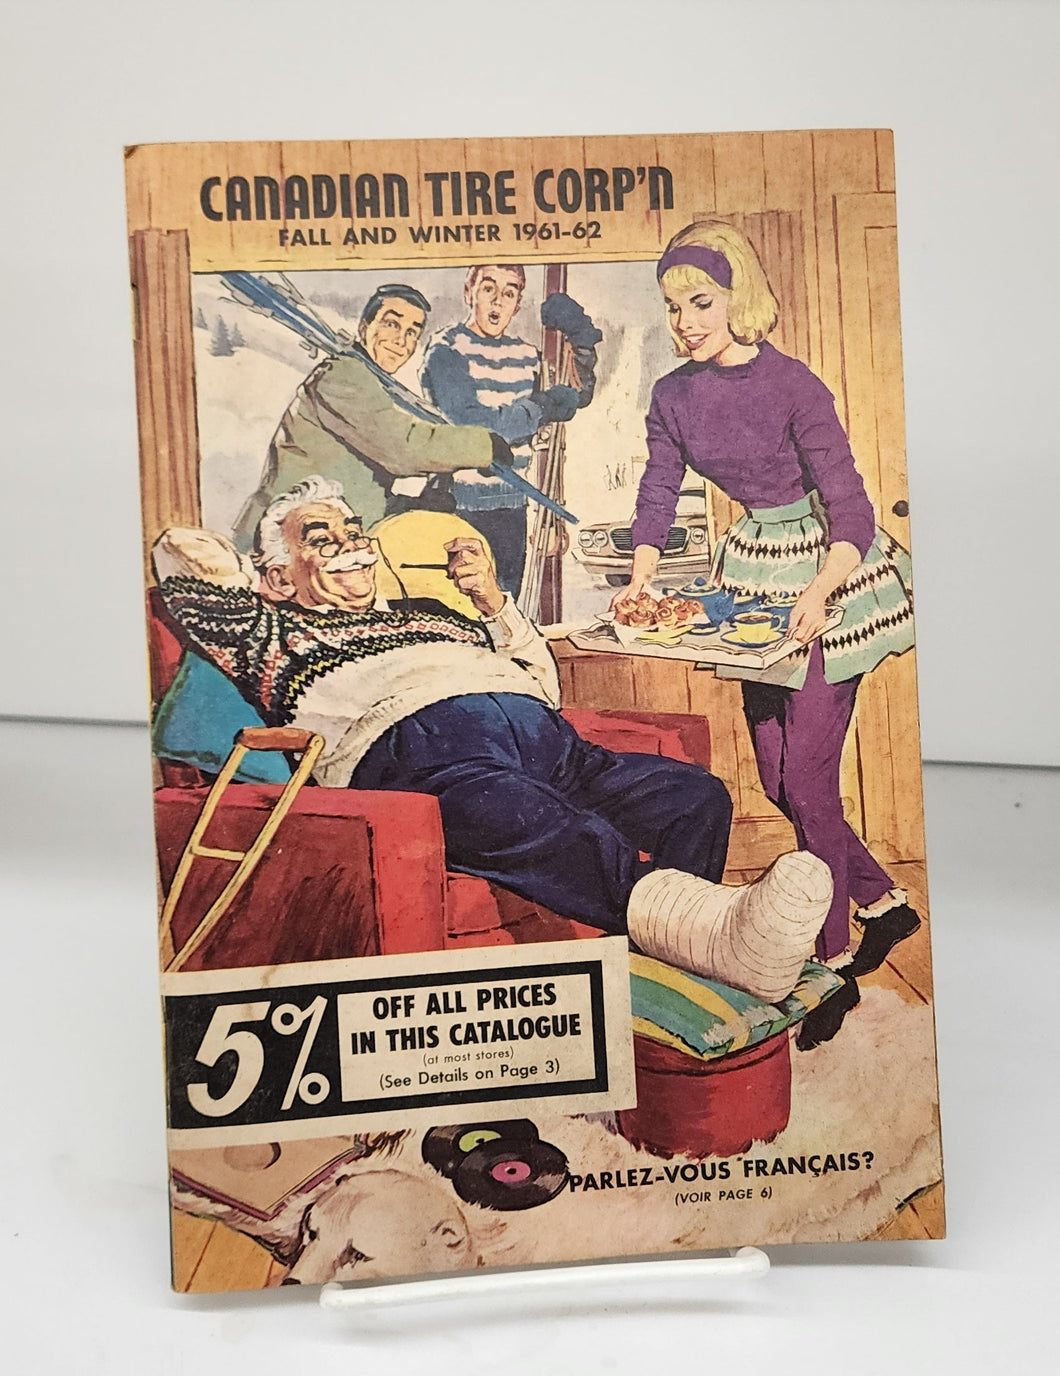 CANADIAN TIRE CORP'N
FALL AND WINTER 1961-62
5%
OFF ALL PRICES
IN THIS CATALOGUE
(at most stores)
(See Details on Page 3)
PARLEZ-VOUS FRANÇAIS?
(VOIR PAGE 6)